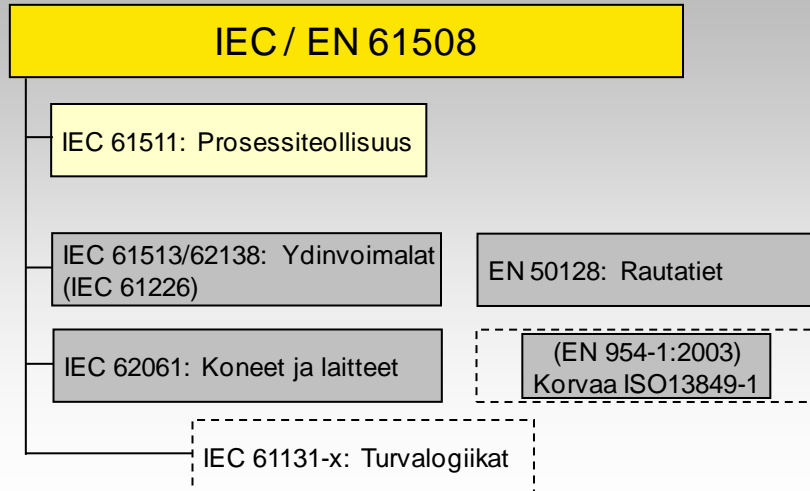 IEC / EN 61508
IEC 61511: Prosessiteollisuus
IEC 61513/62138: Ydinvoimalat
(IEC 61226)
EN 50128: Rautatiet
IEC 62061: Koneet ja laitteet
(EN 954-1:2003)
Korvaa ISO13849-1
IEC 61131-x: Turvalogiikat